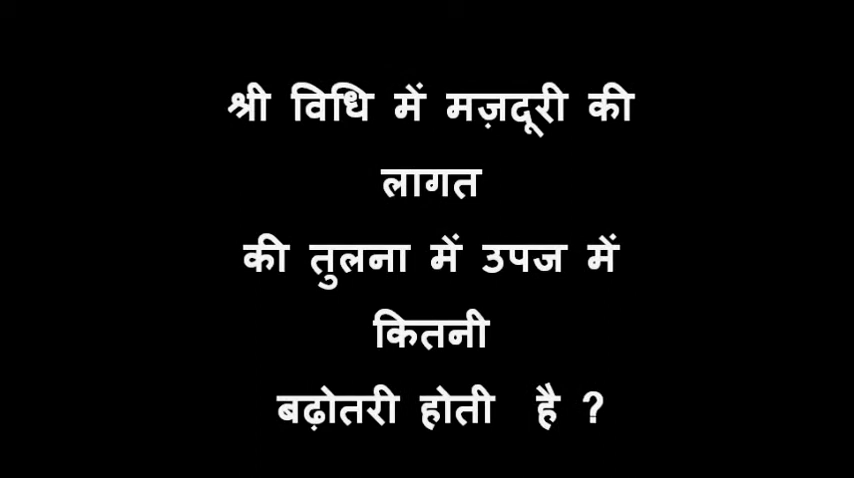 श्री विधि में मज़दूरी की
लागत
की तुलना में उपज में
कितनी
बढ़ोतरी होती है ?